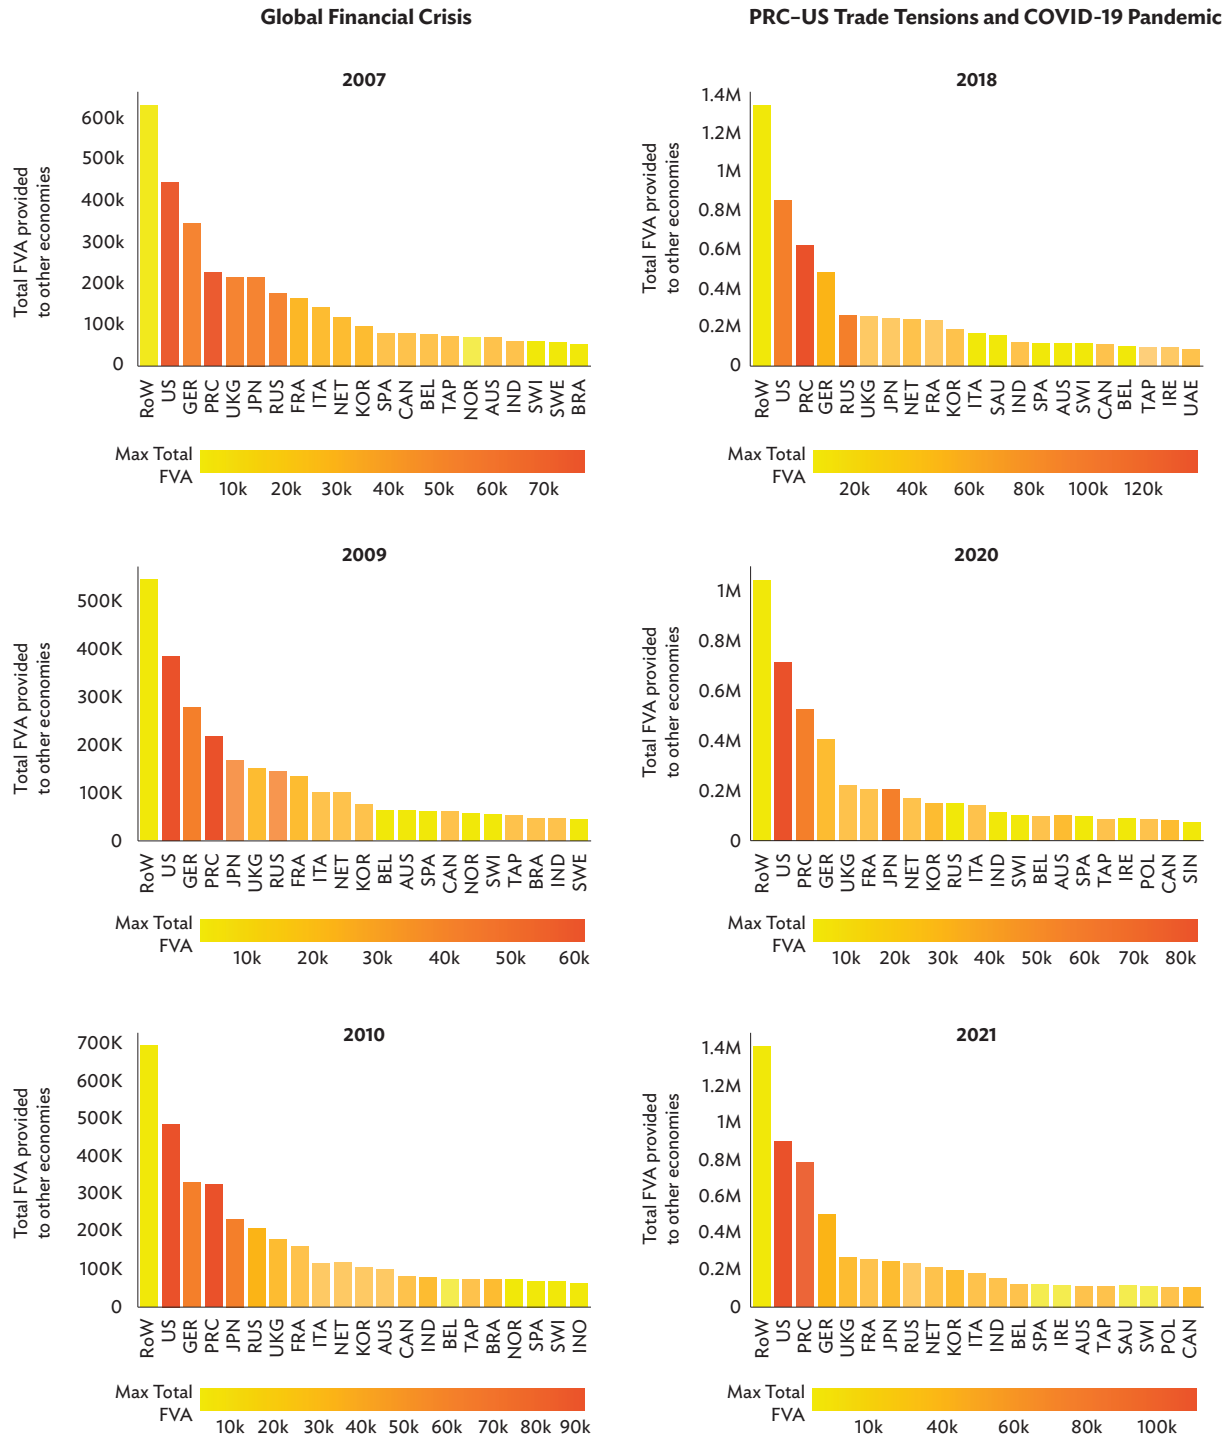 Global Financial Crisis
2007
Total FVA provided
to other economies
600k
500k
400k
300k
200k
100k
0
RoW US GER PRC UKG JPN RUS FRA ITA NET KOR SPA CAN BEL TAP NOR AUS IND SWI SWE BRA
Max Total
FVA
10k 20k 30k 40k 50k 60k 70k
2009
Total FVA provided
to other economies
500K
400K
300K
200K
100K
0
RoW US GER PRC JPN UKG RUS FRA ITA NET KOR BEL AUS SPA CAN NOR SWI TAP BRA IND SWE
Max Total
FVA
10k 20k 30k 40k 50k 60k
2010
Total FVA provided
to other economies
700K
600K
500K
400K
300K
200K
100K
0
RoW US GER PRC JPN RUS UKG FRA ITA NET KOR AUS CAN IND BEL TAP BRA NOR SPA SWI INO
Max Total
FVA
10k 20k 30k 40k 60k 70k 80k 90k
PRC–US Trade Tensions and COVID-19 Pandemic
2018
Total FVA provided
to other economies
1.4M
1.2M
1M
0.8M
0.6M
0.4M
0.2M
0
RoW US PRC GER RUS UKG JPN NET FRA KOR ITA SAU IND SPA AUS SWI CAN BEL TAP IRE UAE
Max Total
FVA
20k 40k 60k 80k 100k 120k
2020
Total FVA provided
to other economies
1M
0.8M
0.6M
0.4M
0.2M
0
RoW US PRC GER UKG FRA JPN NET KOR RUS ITA IND SWI BEL AUS SPA TAP IRE POL CAN SIN
Max Total
FVA
10k 20k 30k 40k 50k 60k 70k 80k
2021
Total FVA provided
to other economies
1.4M
1.2M
1M
0.8M
0.6M
0.4M
0.2M
0
RoW US PRC GER UKG FRA JPN RUS NET KOR ITA IND BEL SPA IRE AUS TAP SAU SWI POL CAN
Max Total
FVA
10k 40k 60k 80k 100k